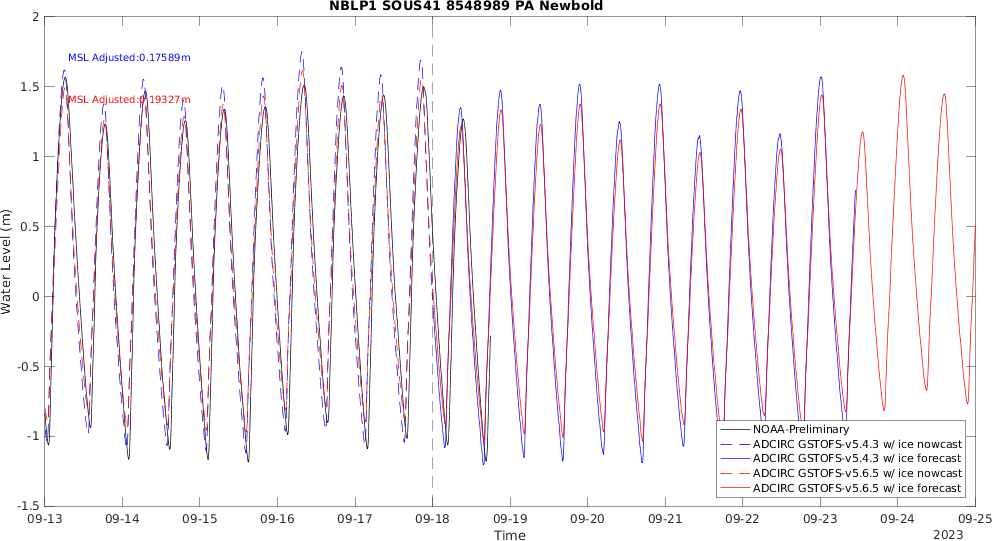 NBLP1 SOUS41 8548989 PA Newbold
2
1.5
1
0.5
0
-0.5
-1
-1.5
Water Level (m)
MSL Adjusted:0.17589m
MSL Adjusted:0.19327m
NOAA-Preliminary
ADCIRC GSTOFS-v5.4.3 w/ ice nowcast
ADCIRC GSTOFS-v5.4.3 w/ ice forecast
ADCIRC GSTOFS-v5.6.5 w/ ice nowcast
ADCIRC GSTOFS-v5.6.5 w/ ice forecast
09-13 09-14 09-15 09-16 09-17 09-18 09-19 09-20 09-21 09-22 09-23 09-24 09-25
Time
2023